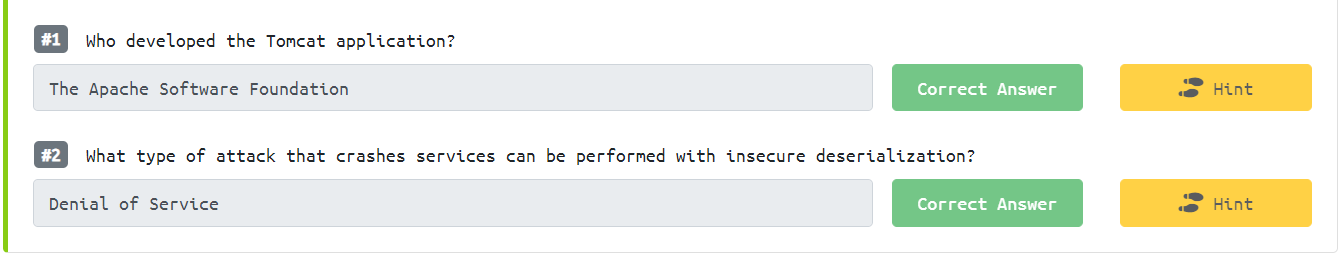 #1 Who developed the Tomcat application?
The Apache Software Foundation Correct Answer Hint
#2 What type of attack that crashes services can be performed with insecure deserialization?
Denial of Service Correct Answer Hint